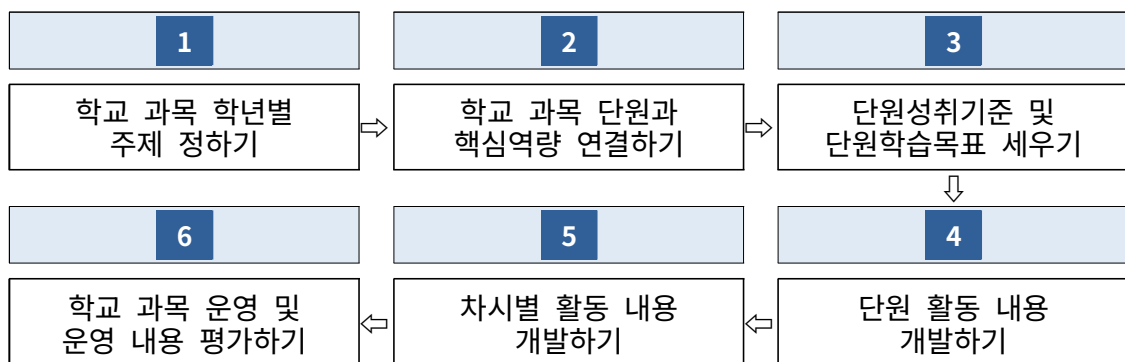 1
학교 과목 학년별
주제 정하기
2
학교 과목 단원과
핵심역량 연결하기
3
단원성취기준 및
단원학습목표 세우기
4
단원 활동 내용
개발하기
5
차시별 활동 내용
개발하기
6
학교 과목 운영 및
운영 내용 평가하기